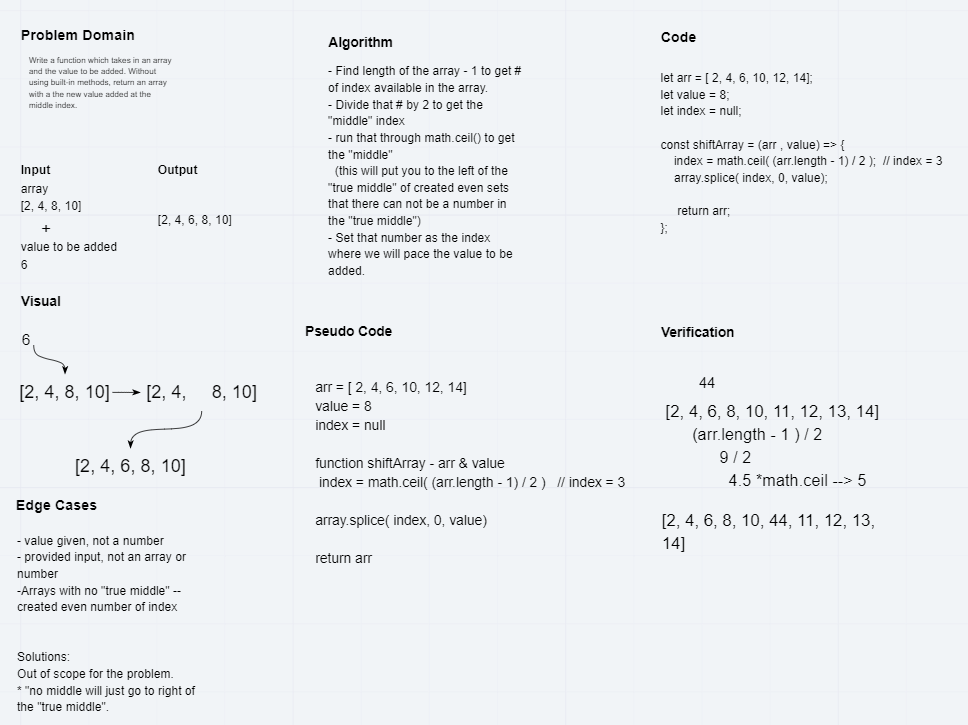 Problem Domain
Write a function which takes in an array
and the value to be added. Without
using built-in methods, return an array
with a the new value added at the
middle index.
Input
array
[2, 4, 8, 10]
+
value to be added
6
Output
[2, 4, 6, 8, 10]
Visual
6
[2, 4, 8, 10]
[2, 4, 8, 10]
[2, 4, 6, 8, 10]
Edge Cases
- value given, not a number
- provided input, not an array or
number
-Arrays with no "true middle" --
created even number of index
Solutions:
Out of scope for the problem.
* "no middle will just go to right of
the "true middle".
Algorithm
- Find length of the array - 1 to get #
of index available in the array.
- Divide that # by 2 to get the
"middle" index
- run that through math.ceil() to get
the "middle"
(this will put you to the left of the
"true middle" of created even sets
that there can not be a number in
the "true middle")
- Set that number as the index
where we will pace the value to be
added.
Pseudo Code
arr = [ 2, 4, 6, 10, 12, 14]
value = 8
index = null
function shiftArray - arr & value
index = math.ceil( (arr.length - 1) / 2 ) // index = 3
array.splice( index, 0, value)
return arr
Code
let arr = [ 2, 4, 6, 10, 12, 14];
let value = 8;
let index = null;
const shiftArray = (arr , value) => {
index = math.ceil( (arr.length - 1) / 2 ); // index = 3
array.splice( index, 0, value);
return arr;
};
Verification
44
[2, 4, 6, 8, 10, 11, 12, 13, 14]
(arr.length - 1 ) / 2
9 / 2
4.5 *math.ceil --> 5
[2, 4, 6, 8, 10, 44, 11, 12, 13,
14]